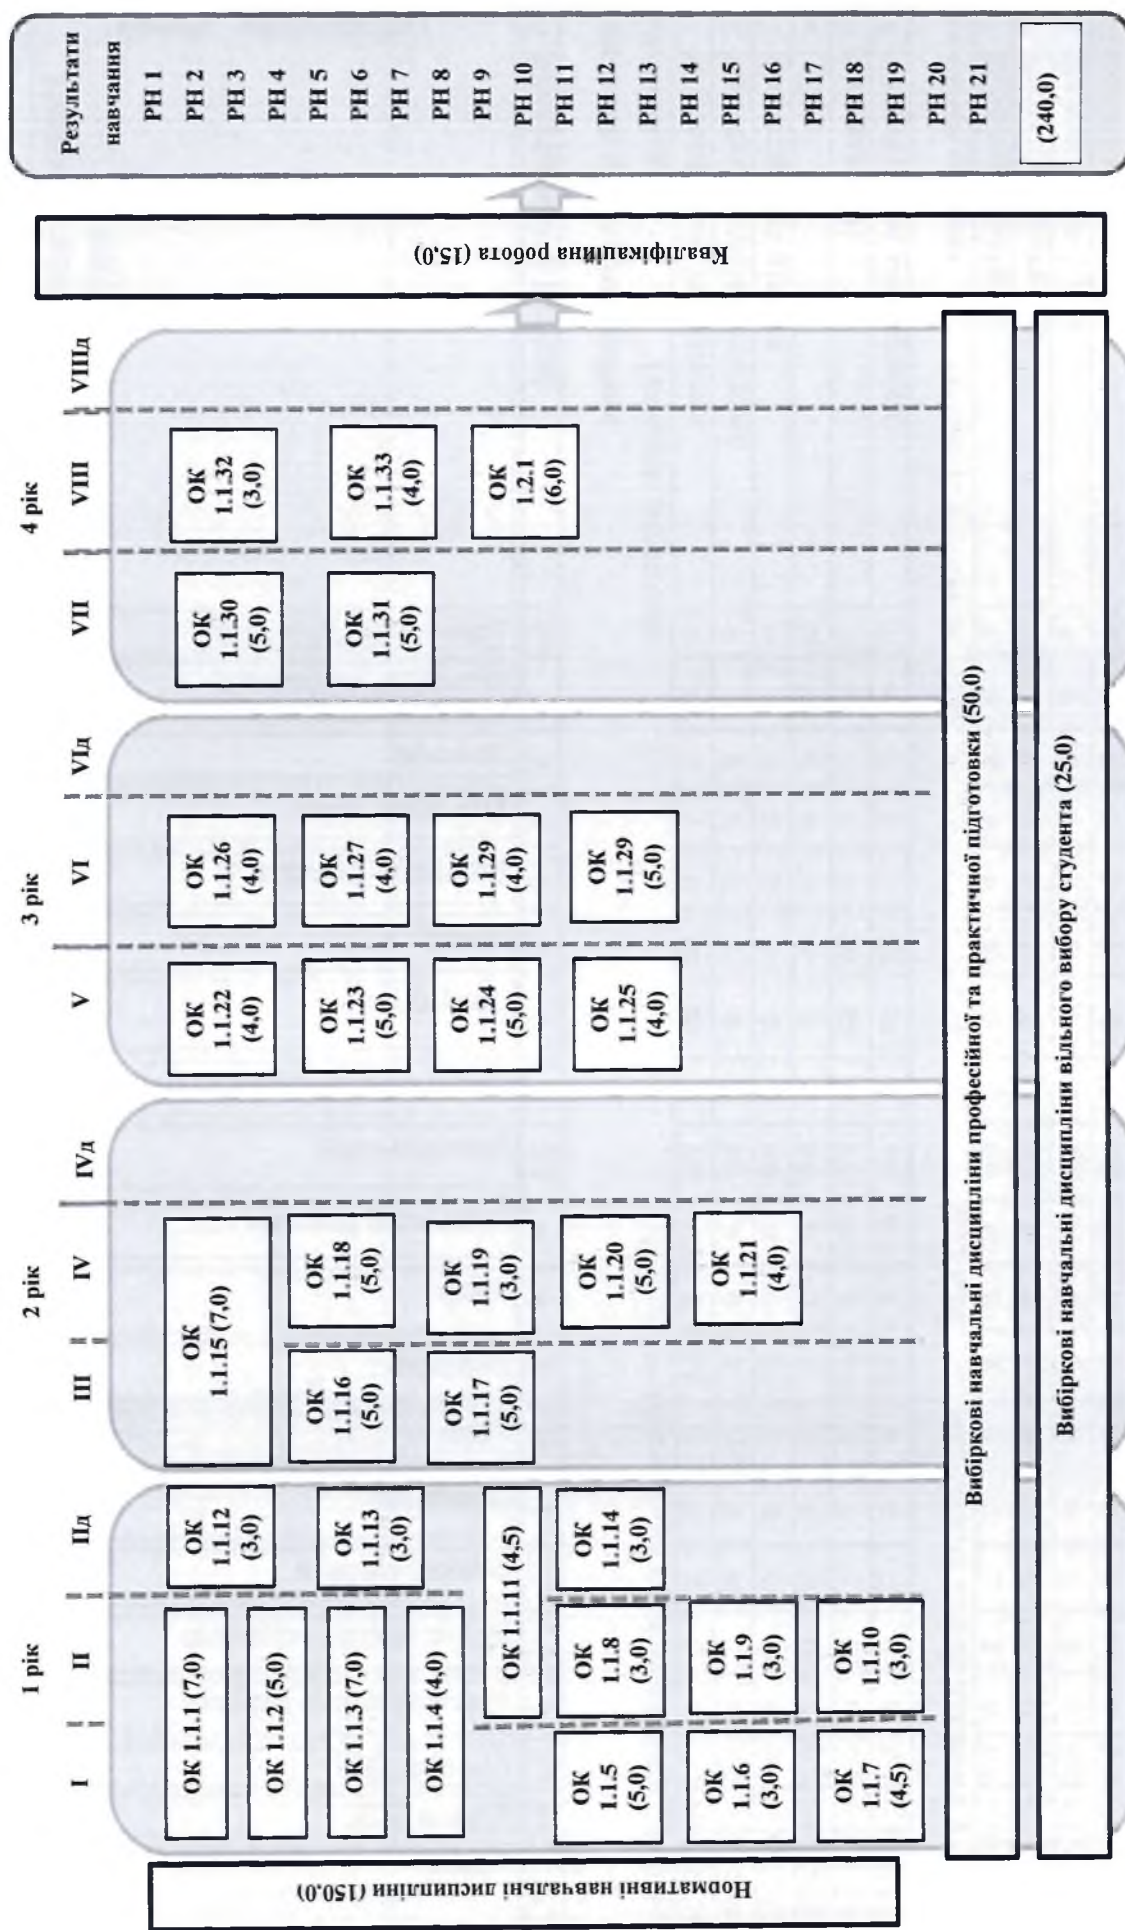 Нормативні навчальні дисципліни (150,0)
1 рік
I
II
IIд
ОК 1.1.1 (7,0)
ОК 1.1.2 (5,0)
ОК 1.1.3 (7,0)
ОК 1.1.4 (4,0)
ОК
1.1.12
(3,0)
ОК
1.1.13
(3,0)
ОК 1.1.11 (4,5)
ОК
1.1.5
(5,0)
ОК
1.1.8
(3,0)
ОК
1.1.14
(3,0)
ОК
1.1.6
(3,0)
ОК
1.1.9
(3,0)
ОК
1.1.7
(4,5)
ОК
1.1.10
(3,0)
2 рік
III
IV
IVд
ОК
1.1.15 (7,0)
ОК
1.1.16
(5,0)
ОК
1.1.18
(5,0)
ОК
1.1.17
(5,0)
ОК
1.1.19
(3,0)
ОК
1.1.20
(5,0)
ОК
1.1.21
(4,0)
3 рік
V
VI
VIд
ОК
1.1.22
(4,0)
ОК
1.1.26
(4,0)
ОК
1.1.23
(5,0)
ОК
1.1.27
(4,0)
ОК
1.1.24
(5,0)
ОК
1.1.29
(4,0)
ОК
1.1.25
(4,0)
ОК
1.1.29
(5,0)
4 рік
VII
VIII
VIIIд
ОК
1.1.30
(5,0)
ОК
1.1.32
(3,0)
ОК
1.1.31
(5,0)
ОК
1.1.33
(4,0)
ОК
1.2.1
(6,0)
Вибіркові навчальні дисципліни професійної та практичної підготовки (50,0)
Вибіркові навчальні дисципліни вільного вибору студента (25,0)
Кваліфікаційна робота (15,0)
Результати
навчання
РН 1
РН 2
РН 3
РН 4
РН 5
РН 6
РН 7
РН 8
РН 9
РН 10
РН 11
РН 12
РН 13
РН 14
РН 15
РН 16
РН 17
РН 18
РН 19
РН 20
РН 21
(240,0)